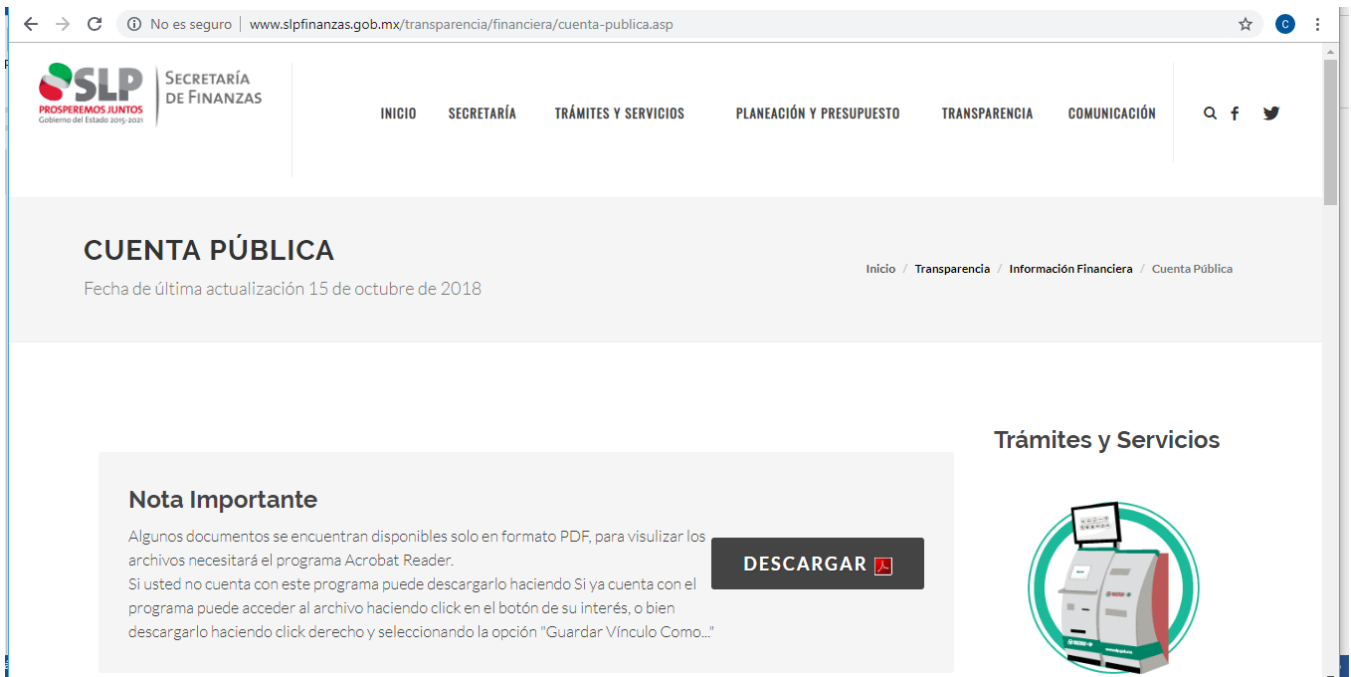 No es seguro | www.slpfinanzas.gob.mx/transparencia/financiera/cuenta-publica.asp
C
SLP
PROSPEREMOS JUNTOS
Gobierno del Estado 2015-2021
SECRETARÍA
DE FINANZAS
INICIO SECRETARÍA TRÁMITES Y SERVICIOS PLANEACIÓN Y PRESUPUESTO TRANSPARENCIA COMUNICACIÓN
CUENTA PÚBLICA
Fecha de última actualización 15 de octubre de 2018
Inicio / Transparencia / Información Financiera / Cuenta Pública
Nota Importante
Algunos documentos se encuentran disponibles solo en formato PDF, para visulizar los
archivos necesitará el programa Acrobat Reader.
Si usted no cuenta con este programa puede descargarlo haciendo Si ya cuenta con el
programa puede acceder al archivo haciendo click en el botón de su interés, o bien
descargarlo haciendo click derecho y seleccionando la opción "Guardar Vínculo Como..."
DESCARGAR
Trámites y Servicios